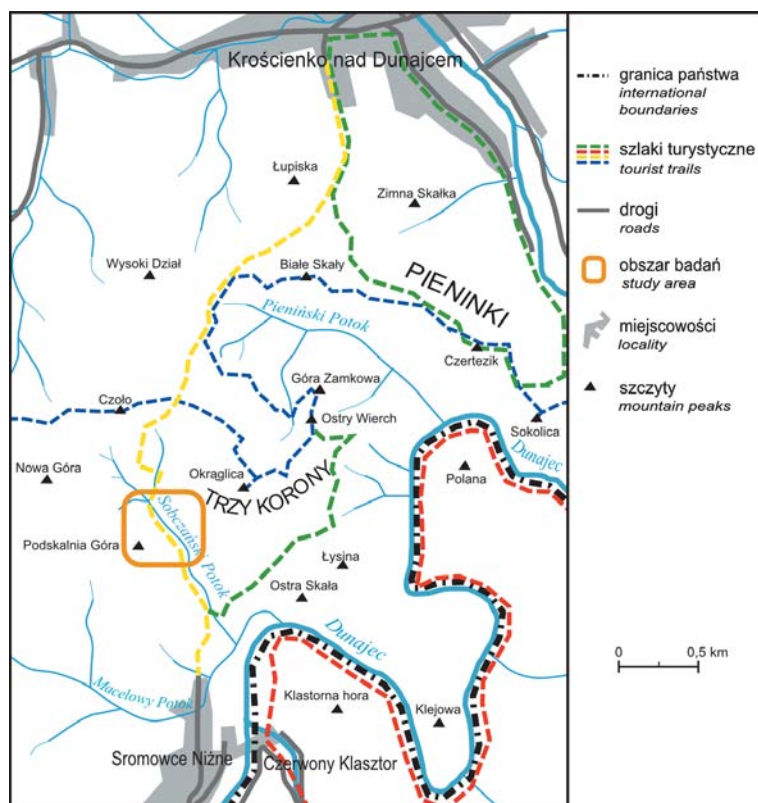 Krościenko nad Dunajcem
Łupiska
Zimna Skałka
Wysoki Dział
Białe Skały
PIENINKI
Pieniński Potok
Czertezik
Góra Zamkowa
Czoło
Ostry Wierch
Sokolica
Dunajec
Nowa Góra
Okrąglica
TRZY KORONY
Polana
Sobczański Potok
Podskalnia Góra
Łysina
Ostra Skała
Dunajec
Macelowy Potok
Klastorna hora
Klejowa
Sromowce Niżne
Czerwony Klasztor
granica państwa
international
boundaries
szlaki turystyczne
tourist trails
drogi
roads
obszar badań
study area
miejscowości
locality
szczyty
mountain peaks
0 0,5 km